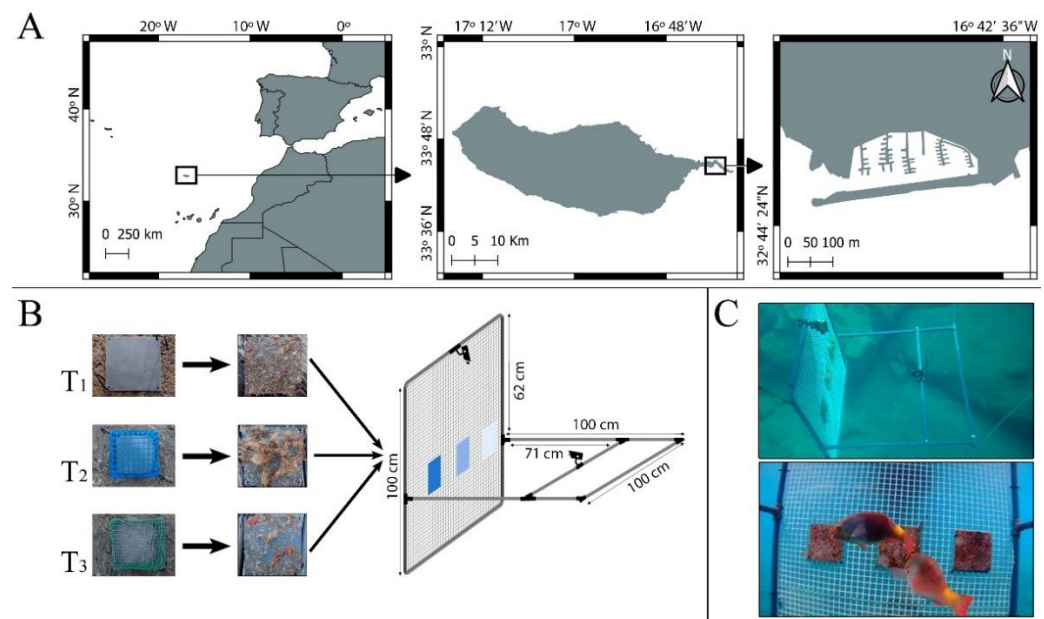 A
20° W
10° W
0°
40° N
30° N
0 250 km
17° 12' W
17° W
16° 48' W
33° N
33° 48' N
33° 36' N
0 5 10 Km
16° 42' 36" W
N
32° 44' 24" N
0 50 100 m
B
T1
T2
T3
100 cm
62 cm
100 cm
71 cm
100 cm
C